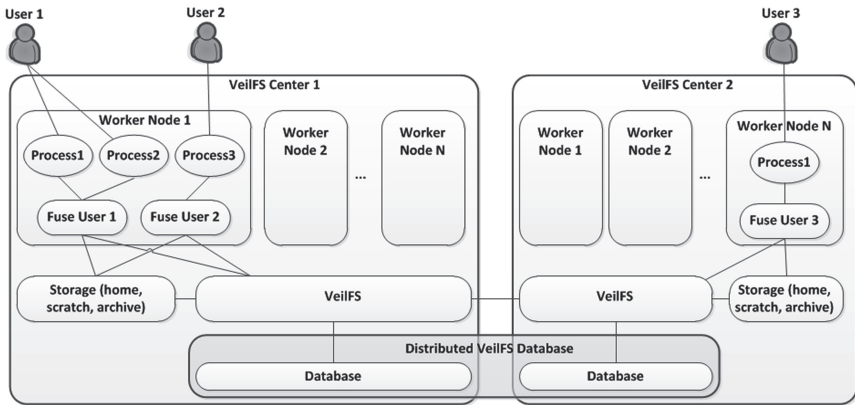 User 1
User 2
User 3
VeilFS Center 1
VeilFS Center 2
Worker Node 1
Process1
Process2
Process3
Fuse User 1
Fuse User 2
Worker
Node 2
...
Worker
Node N
Worker
Node 1
Worker
Node 2
...
Worker Node N
Process1
Fuse User 3
Storage (home,
scratch, archive)
VeilFS
VeilFS
Storage (home,
scratch, archive)
Distributed VeilFS Database
Database
Database